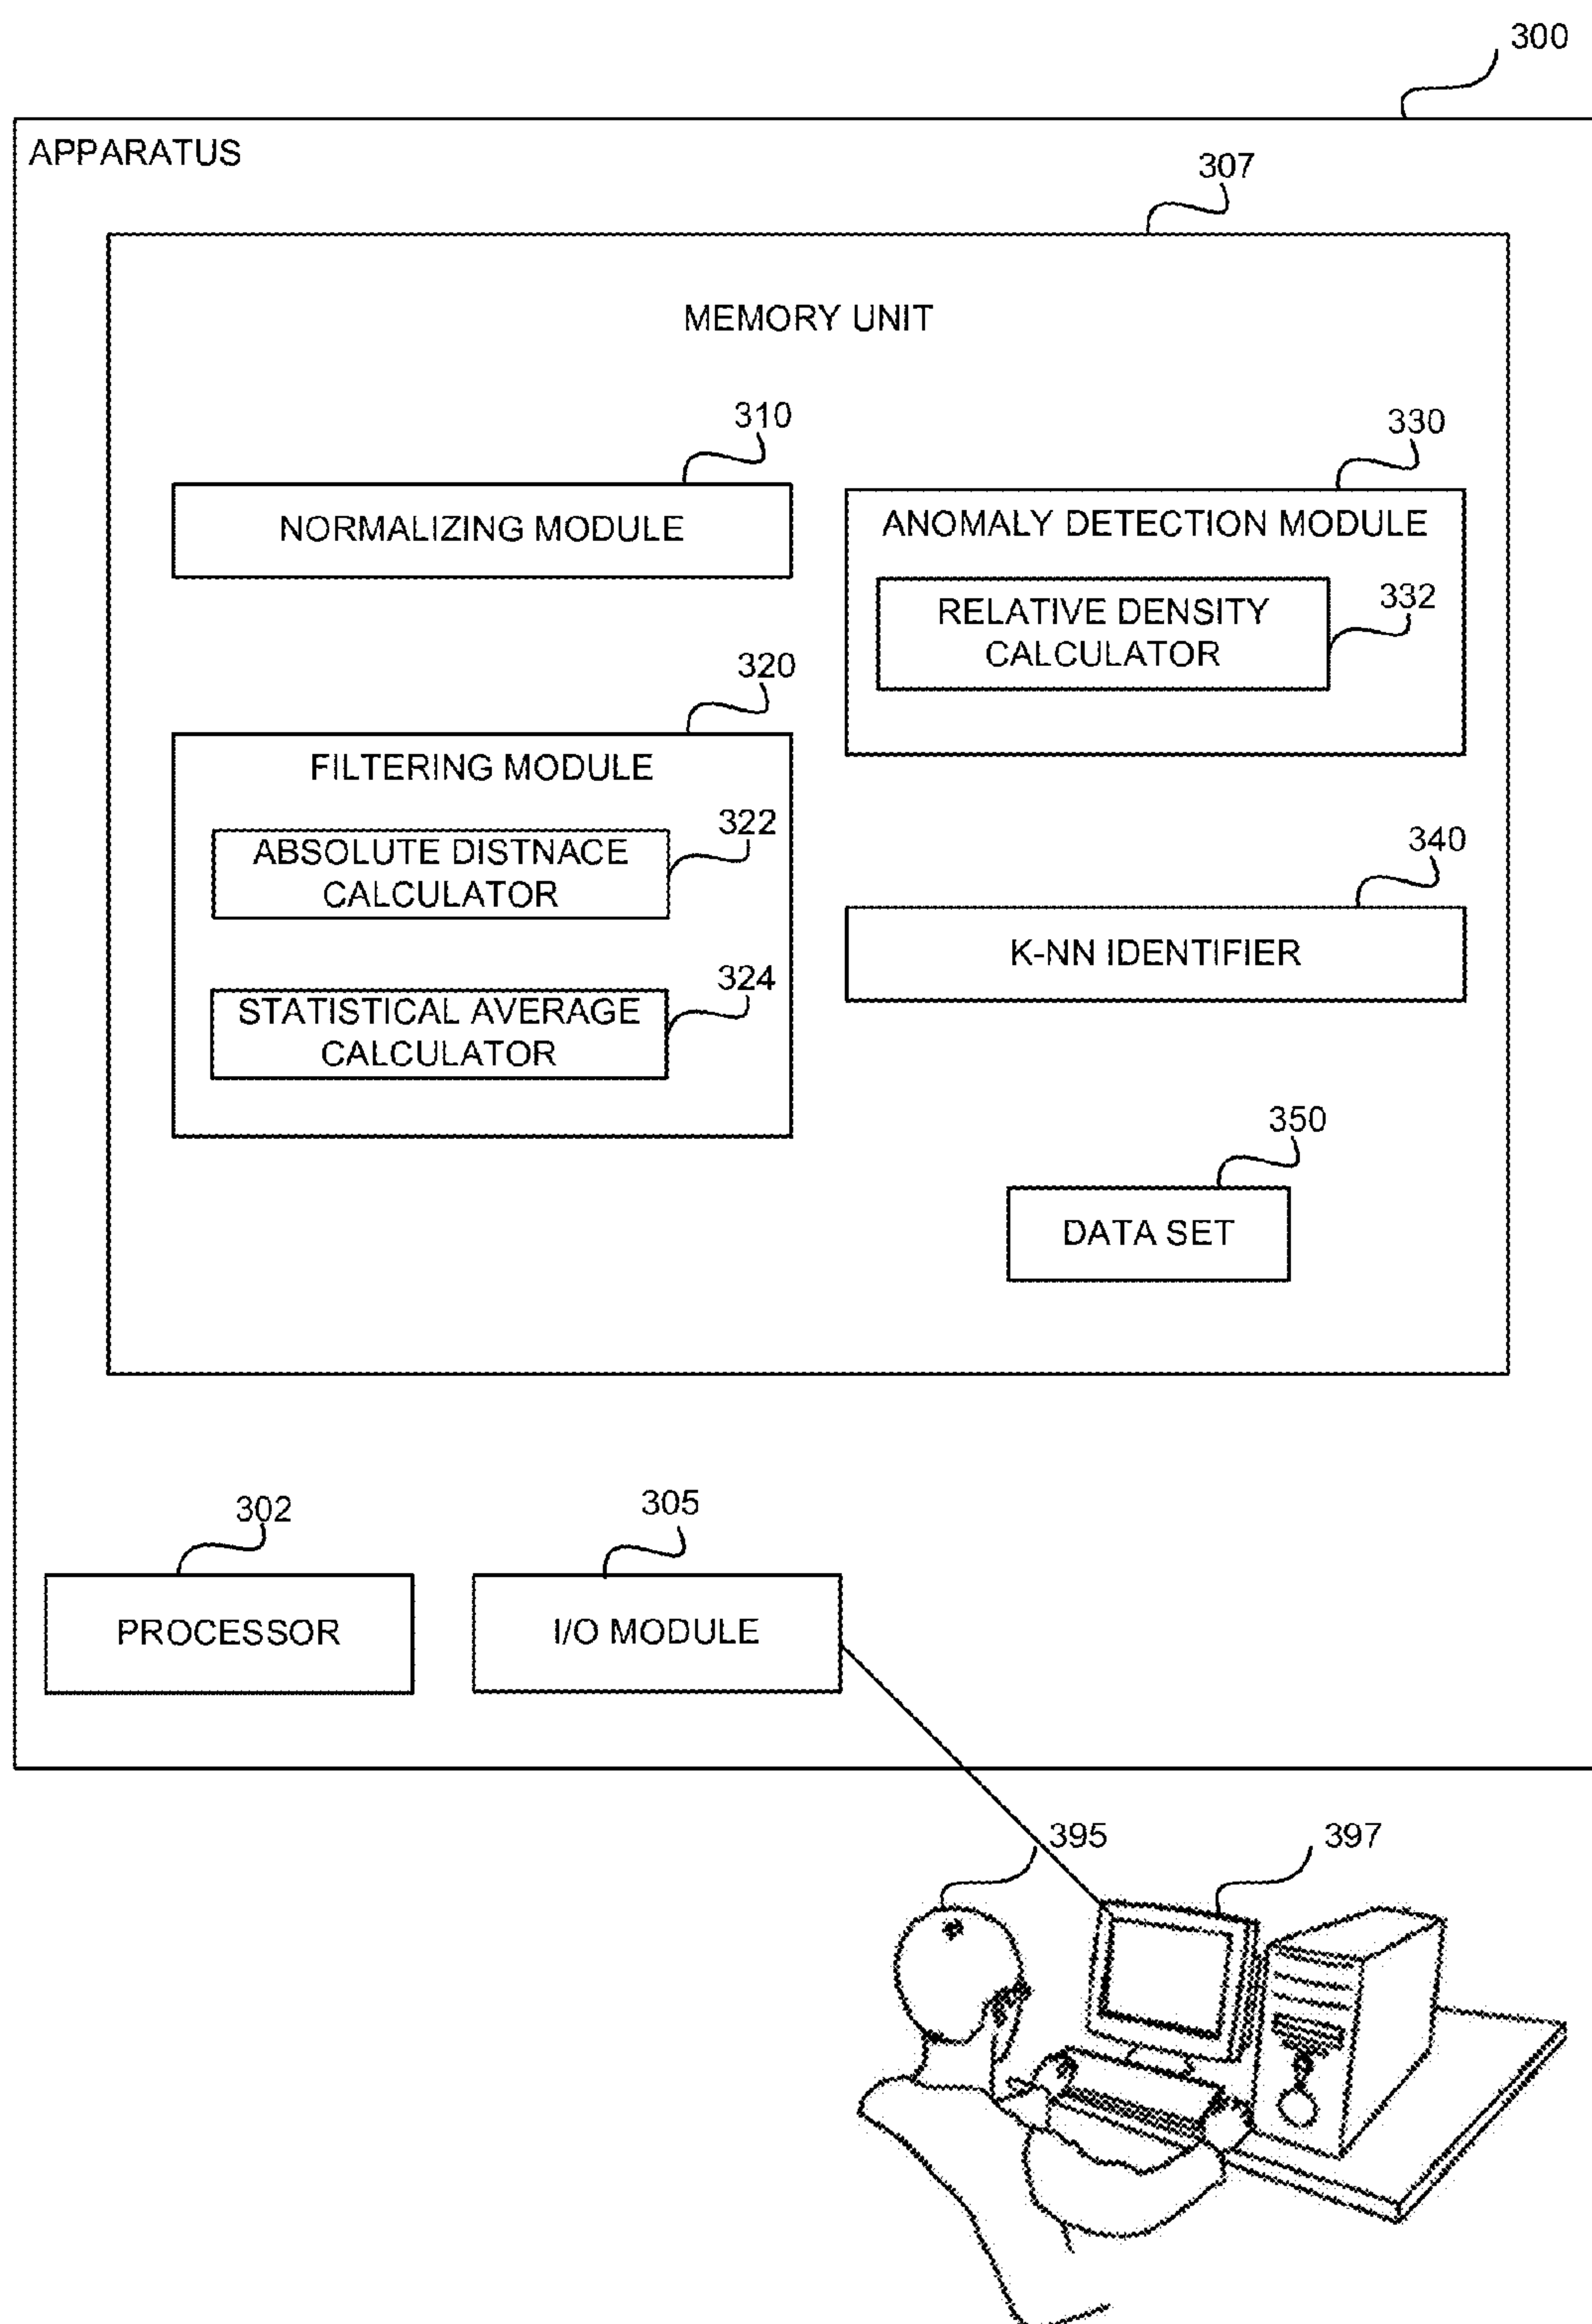 300
APPARATUS
307
MEMORY UNIT
310
NORMALIZING MODULE
330
ANOMALY DETECTION MODULE
RELATIVE DENSITY
CALCULATOR
332
320
FILTERING MODULE
ABSOLUTE DISTNACE
CALCULATOR
322
STATISTICAL AVERAGE
CALCULATOR
324
340
K-NN IDENTIFIER
350
DATA SET
302
PROCESSOR
305
I/O MODULE
395
397